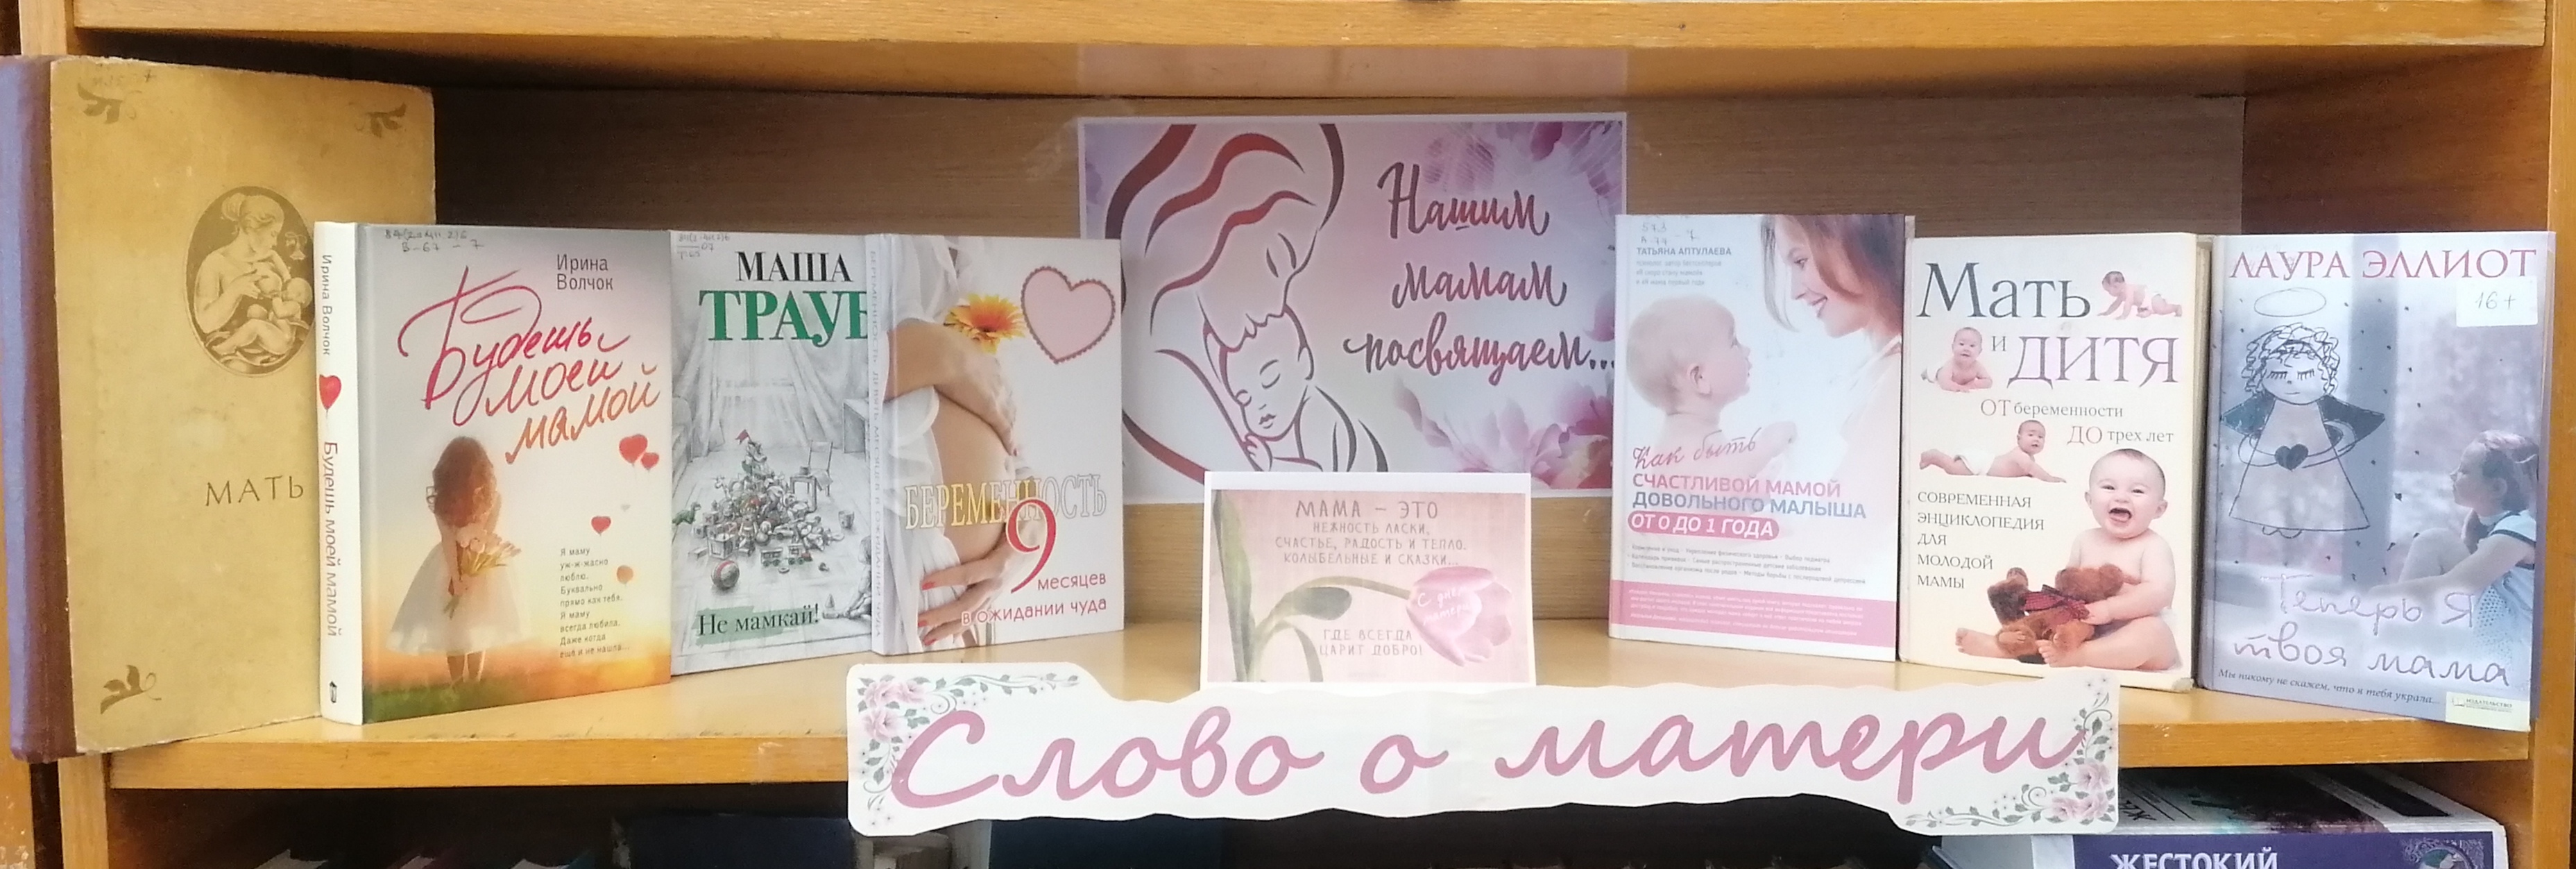 МАТЬ
Ирина Волчок
Будешь моей мамой
Ирина
Волчок
Будешь
моей
мамой
Я маму
уж-ж-жасно
люблю.
Буквально
прямо как тебя.
Я маму
всегда любила.
Даже когда
еще и не нашла...
МАША
ТРАУБ
Не мамкай!
БЕРЕМЕННОСТЬ
9
месяцев
в ожидании чуда
Нашим
мамам
посвящаем...
МАМА – ЭТО
НЕЖНОСТЬ ЛАСКИ,
СЧАСТЬЕ, РАДОСТЬ И ТЕПЛО.
КОЛЫБЕЛЬНЫЕ И СКАЗКИ...
С днём
матери!
ГДЕ ВСЕГДА
ЦАРИТ ДОБРО!
ТАТЬЯНА АПТУЛАЕВА
Как быть
СЧАСТЛИВОЙ МАМОЙ
ДОВОЛЬНОГО МАЛЫША
ОТ 0 ДО 1 ГОДА
Мать
и ДИТЯ
ОТ беременности
ДО трех лет
СОВРЕМЕННАЯ
ЭНЦИКЛОПЕДИЯ
ДЛЯ
МОЛОДОЙ
МАМЫ
ЛАУРА ЭЛЛИОТ
16+
Теперь Я
твоя мама
Мы никому не скажем, что я тебя украла...
Слово о матери
ЖЕСТОКИЙ